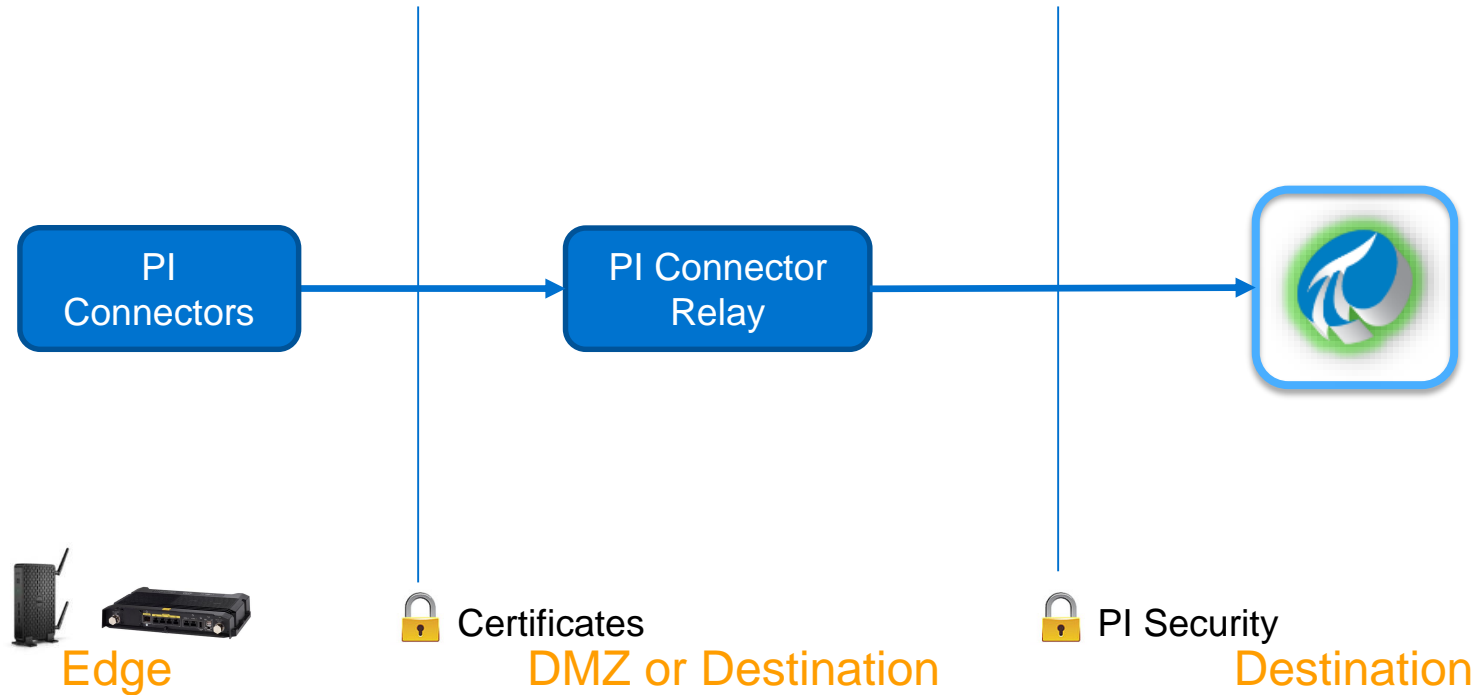 PI
Connectors
PI Connector
Relay
Certificates
PI Security
Edge
DMZ or Destination
Destination